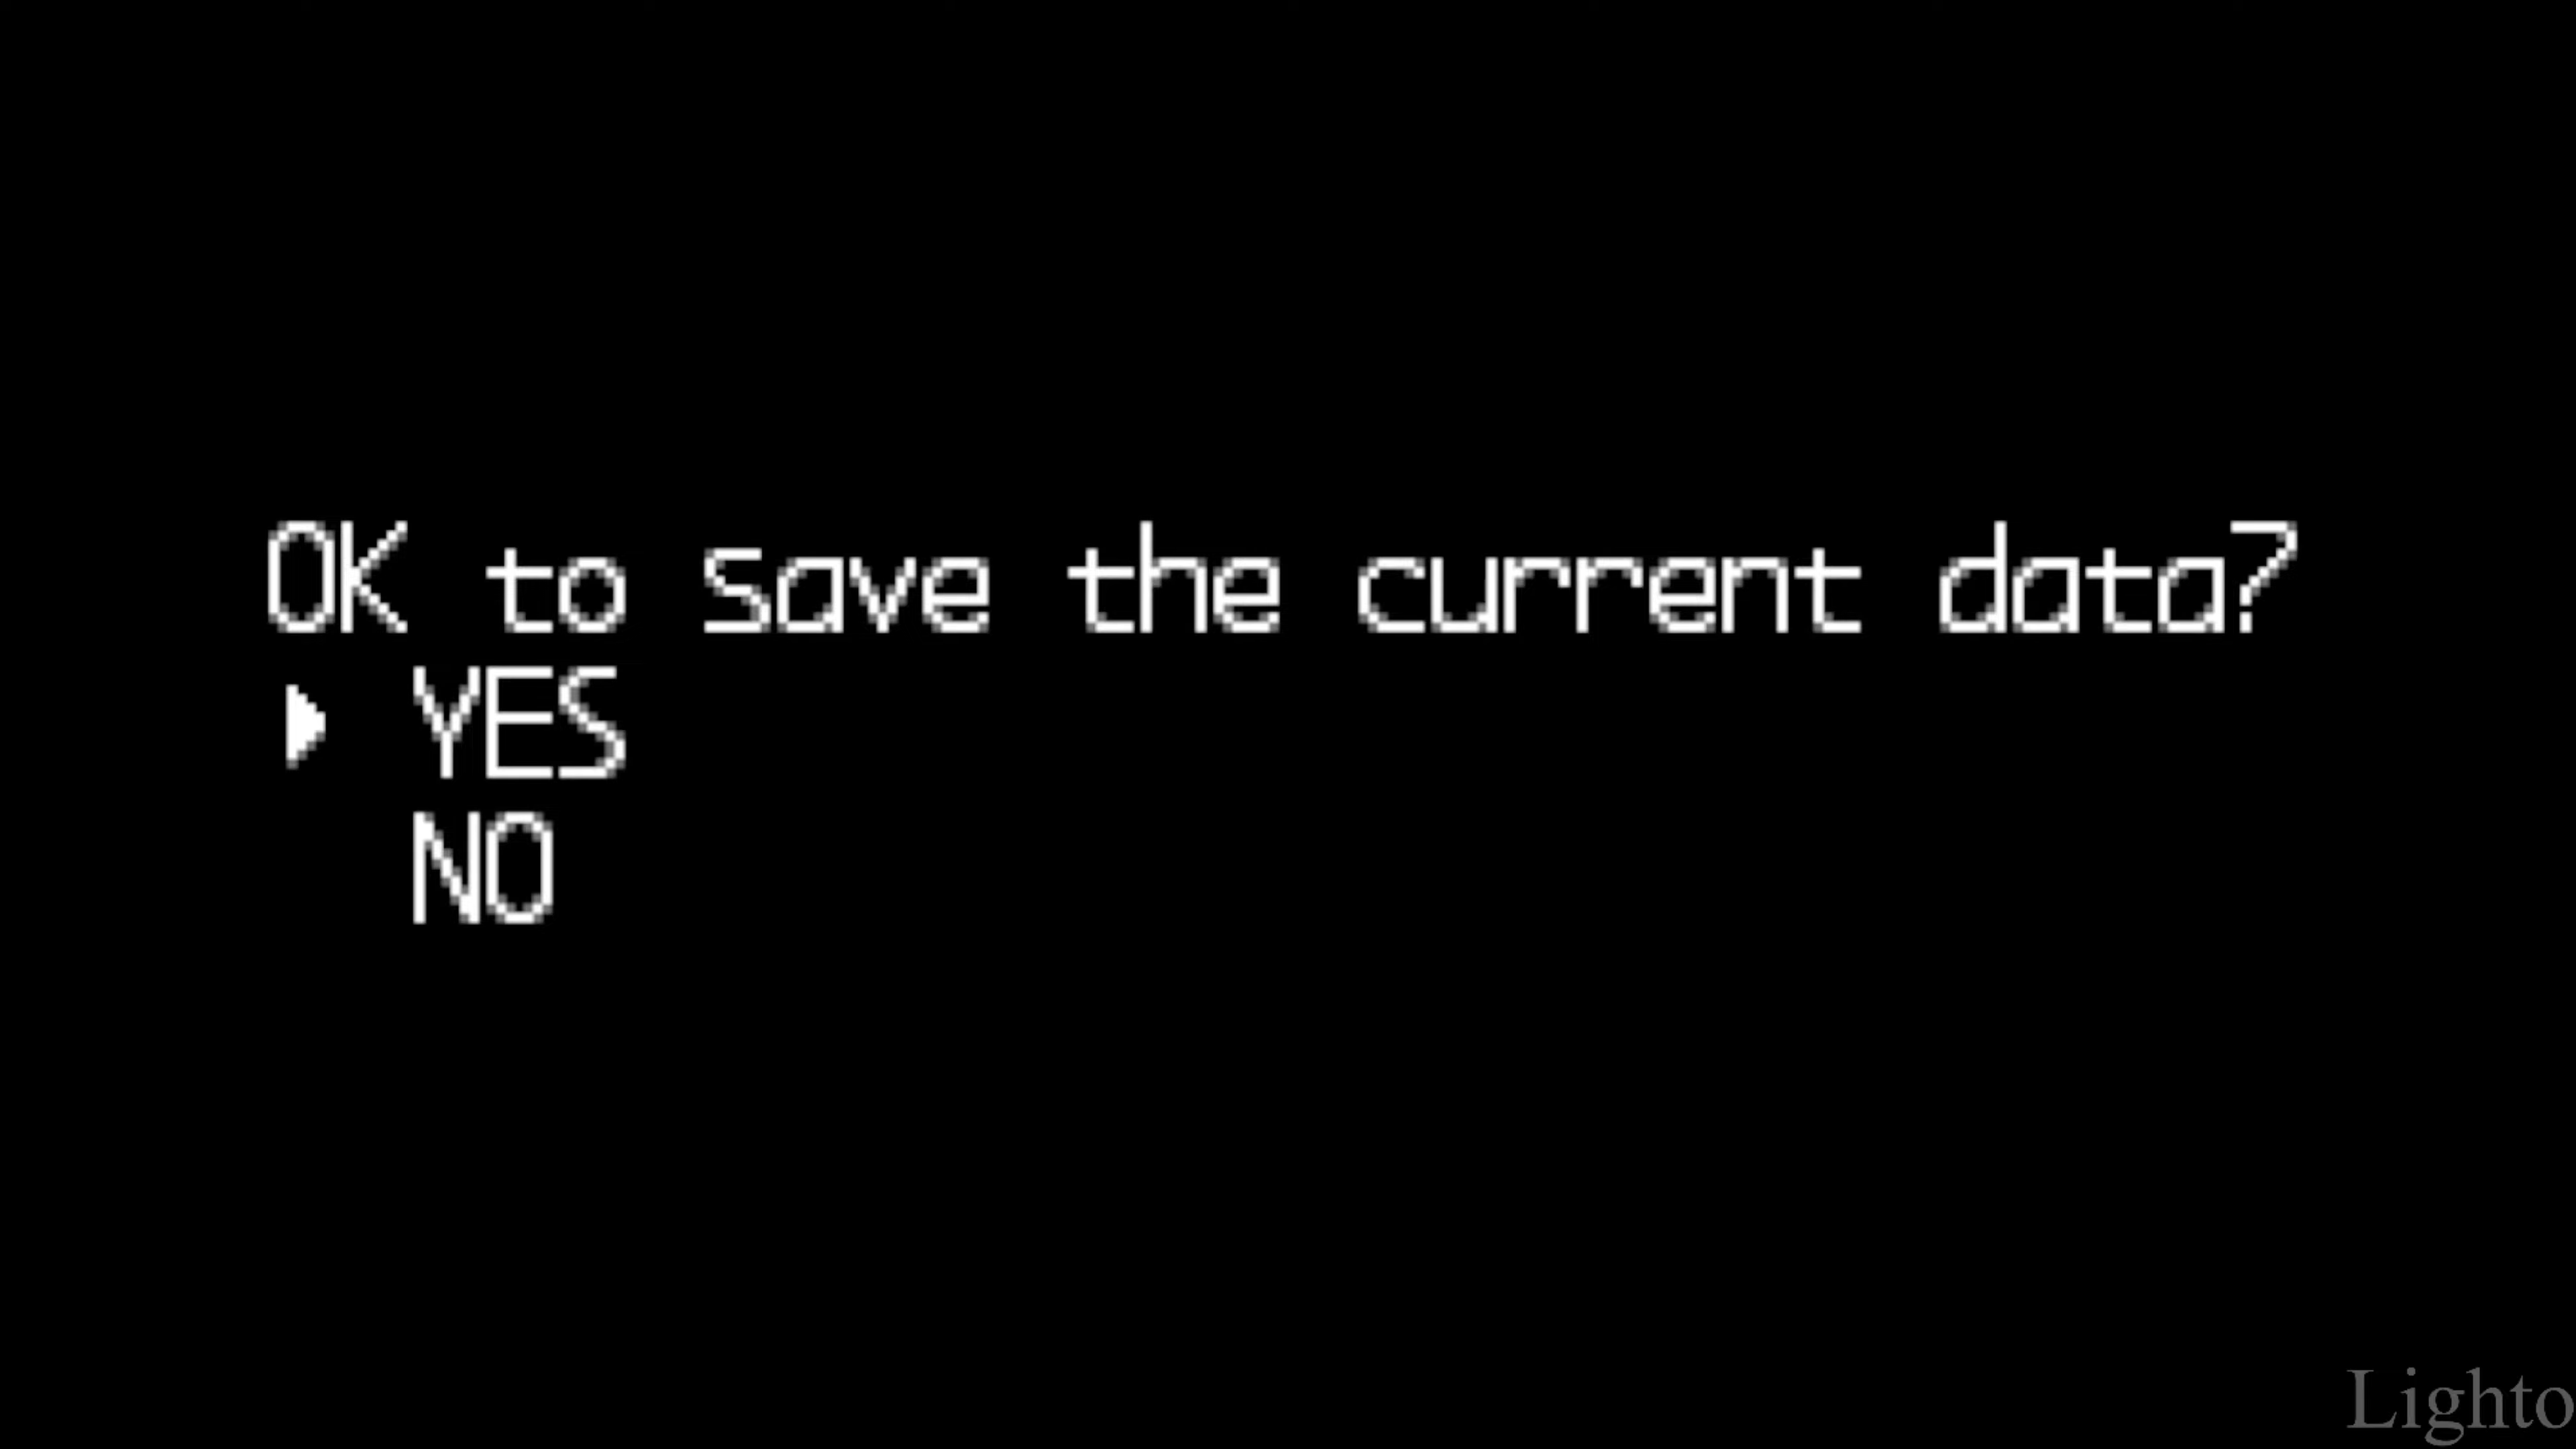 OK to save the current data?
YES
NO
Lighto